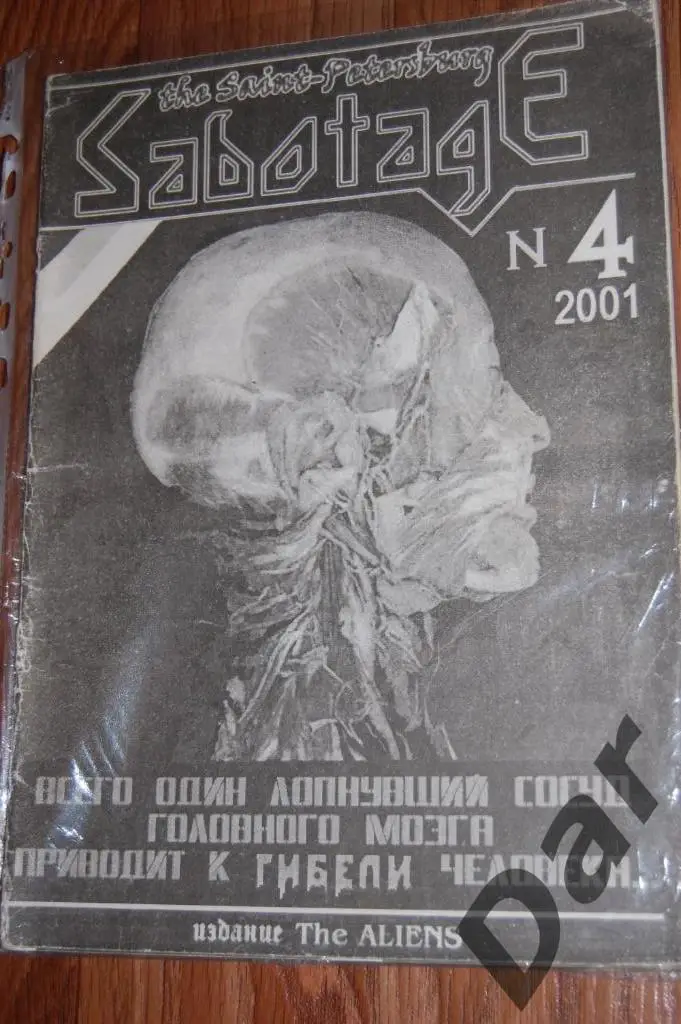 the Saint-Petersburg
SabotagE
N 4
2001
ВСЕГО ОДИН ЛОПНУВШИЙ СОСУД
ГОЛОВНОГО МОЗГА
ПРИВОДИТ К ГИБЕЛИ ЧЕЛОВЕКА.
издание The ALIENS
Dar